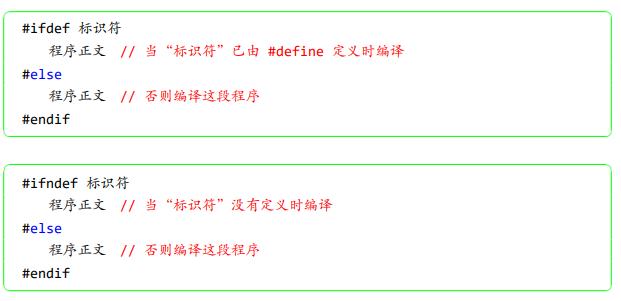 #ifdef 标识符
程序正文 // 当“标识符”已由 #define 定义时编译
#else
程序正文 // 否则编译这段程序
#endif
#ifndef 标识符
程序正文 // 当“标识符”没有定义时编译
#else
程序正文 // 否则编译这段程序
#endif